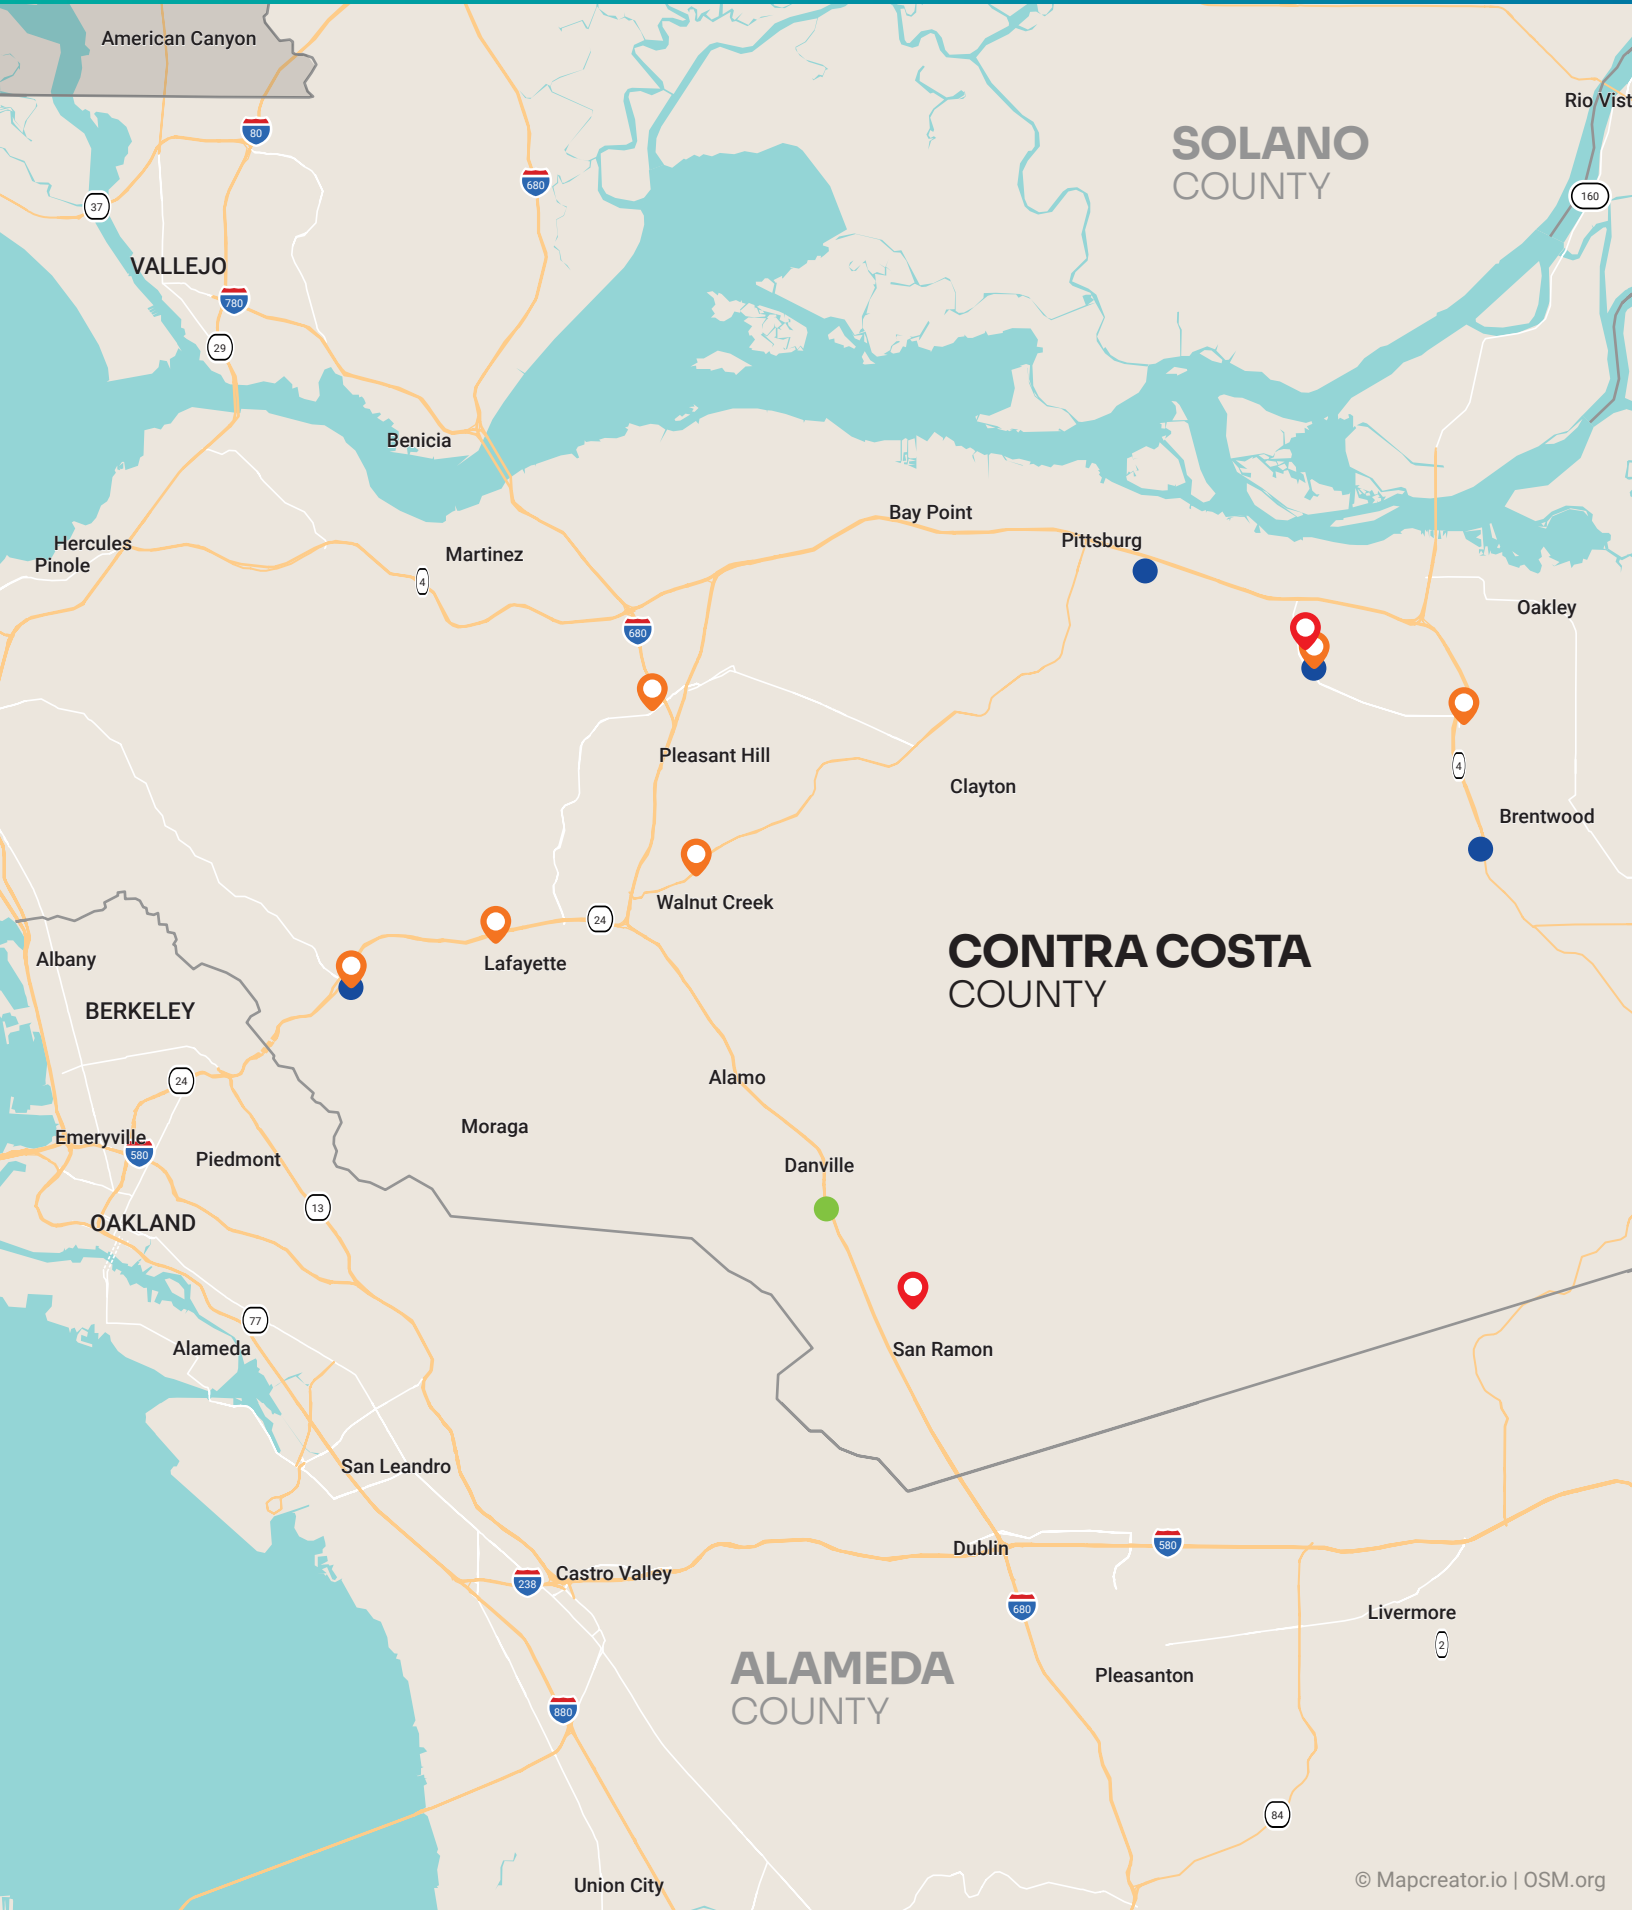 American Canyon
Rio Vist
80
SOLANO
COUNTY
680
160
37
VALLEJO
780
29
Benicia
Bay Point
Pittsburg
Hercules
Pinole
Martinez
4
Oakley
680
Pleasant Hill
4
Clayton
Brentwood
Walnut Creek
24
CONTRA COSTA
COUNTY
Albany
Lafayette
BERKELEY
24
Alamo
Moraga
Emeryville
580
Piedmont
Danville
13
OAKLAND
77
Alameda
San Ramon
San Leandro
Dublin
580
238
Castro Valley
680
Livermore
2
ALAMEDA
COUNTY
Pleasanton
880
84
Union City
© Mapcreator.io | OSM.org